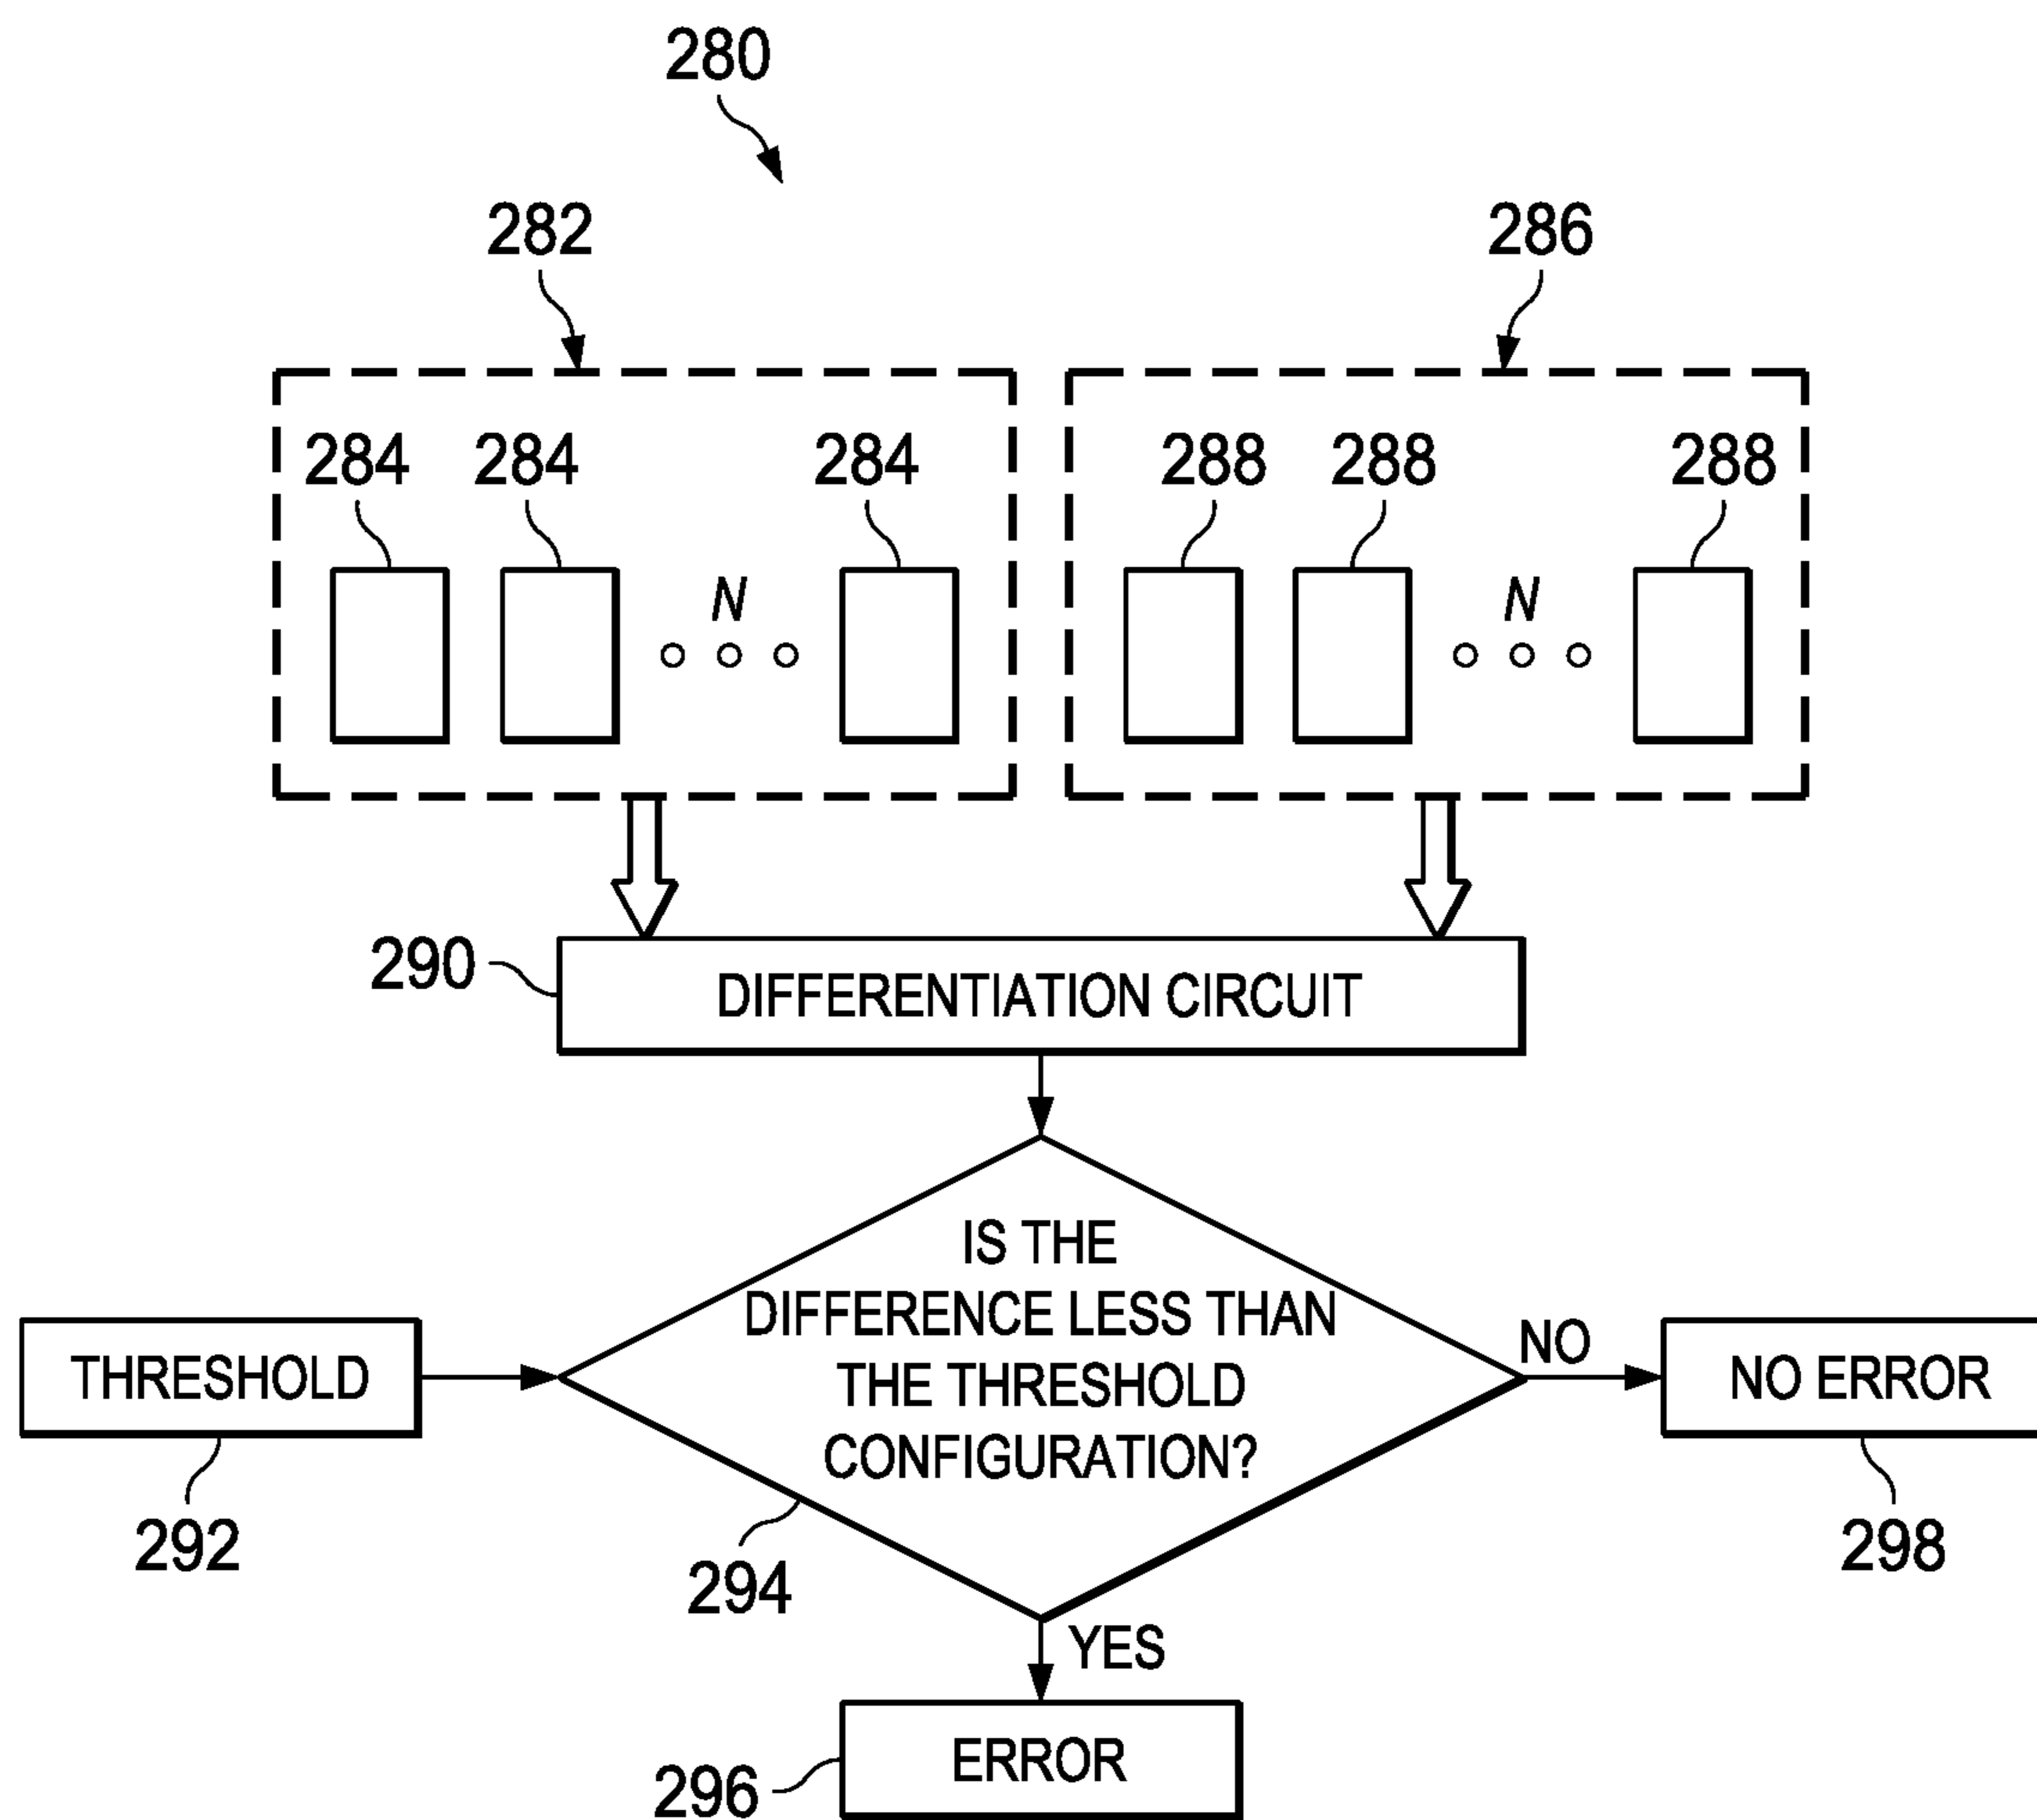 280
282
286
284 284 284 288 288 288
N N
290
DIFFERENTIATION CIRCUIT
IS THE
DIFFERENCE LESS THAN
THE THRESHOLD
CONFIGURATION?
THRESHOLD
NO
NO ERROR
292
294
298
YES
ERROR
296